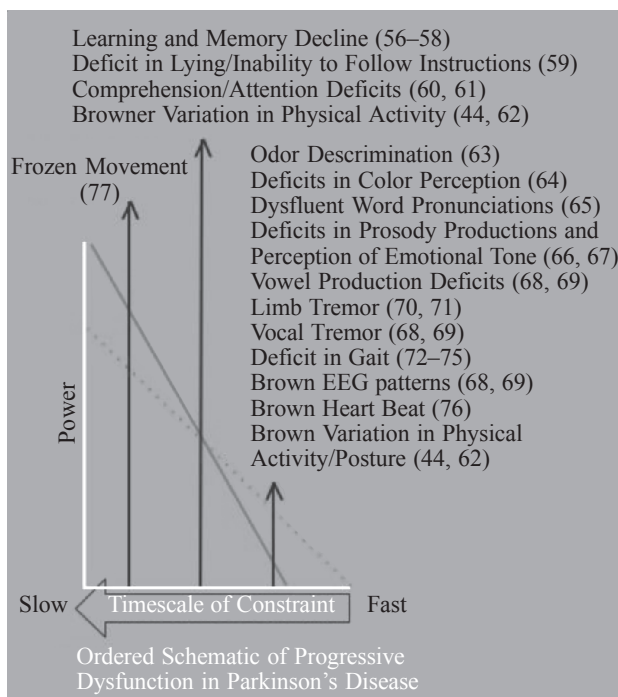 Learning and Memory Decline (56–58)
Deficit in Lying/Inability to Follow Instructions (59)
Comprehension/Attention Deficits (60, 61)
Browner Variation in Physical Activity (44, 62)
Frozen Movement
(77)
Odor Descrimination (63)
Deficits in Color Perception (64)
Dysfluent Word Pronunciations (65)
Deficits in Prosody Productions and
Perception of Emotional Tone (66, 67)
Vowel Production Deficits (68, 69)
Limb Tremor (70, 71)
Vocal Tremor (68, 69)
Deficit in Gait (72–75)
Brown EEG patterns (68, 69)
Brown Heart Beat (76)
Brown Variation in Physical
Activity/Posture (44, 62)
Power
Slow
Timescale of Constraint
Fast
Ordered Schematic of Progressive
Dysfunction in Parkinson's Disease